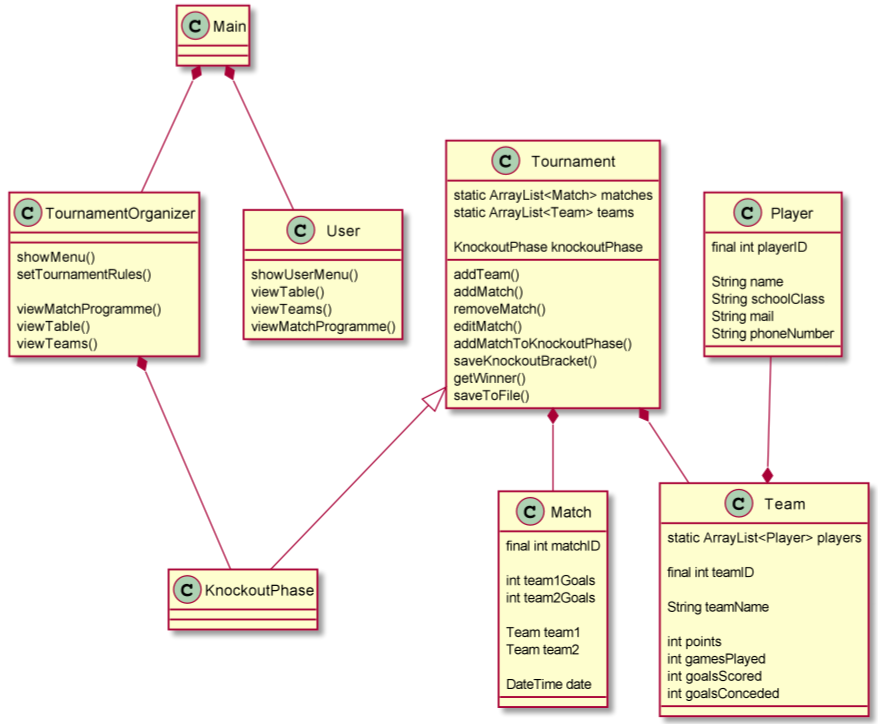 C Main
C TournamentOrganizer
showMenu()
setTournamentRules()
viewMatchProgramme()
viewTable()
viewTeams()
C User
showUserMenu()
viewTable()
viewTeams()
viewMatchProgramme()
C Tournament
static ArrayList<Match> matches
static ArrayList<Team> teams
KnockoutPhase knockoutPhase
addTeam()
addMatch()
removeMatch()
editMatch()
addMatchToKnockoutPhase()
saveKnockoutBracket()
getWinner()
saveToFile()
C Player
final int playerID
String name
String schoolClass
String mail
String phoneNumber
C KnockoutPhase
C Match
final int matchID
int team1Goals
int team2Goals
Team team1
Team team2
DateTime date
C Team
static ArrayList<Player> players
final int teamID
String teamName
int points
int gamesPlayed
int goalsScored
int goalsConceded